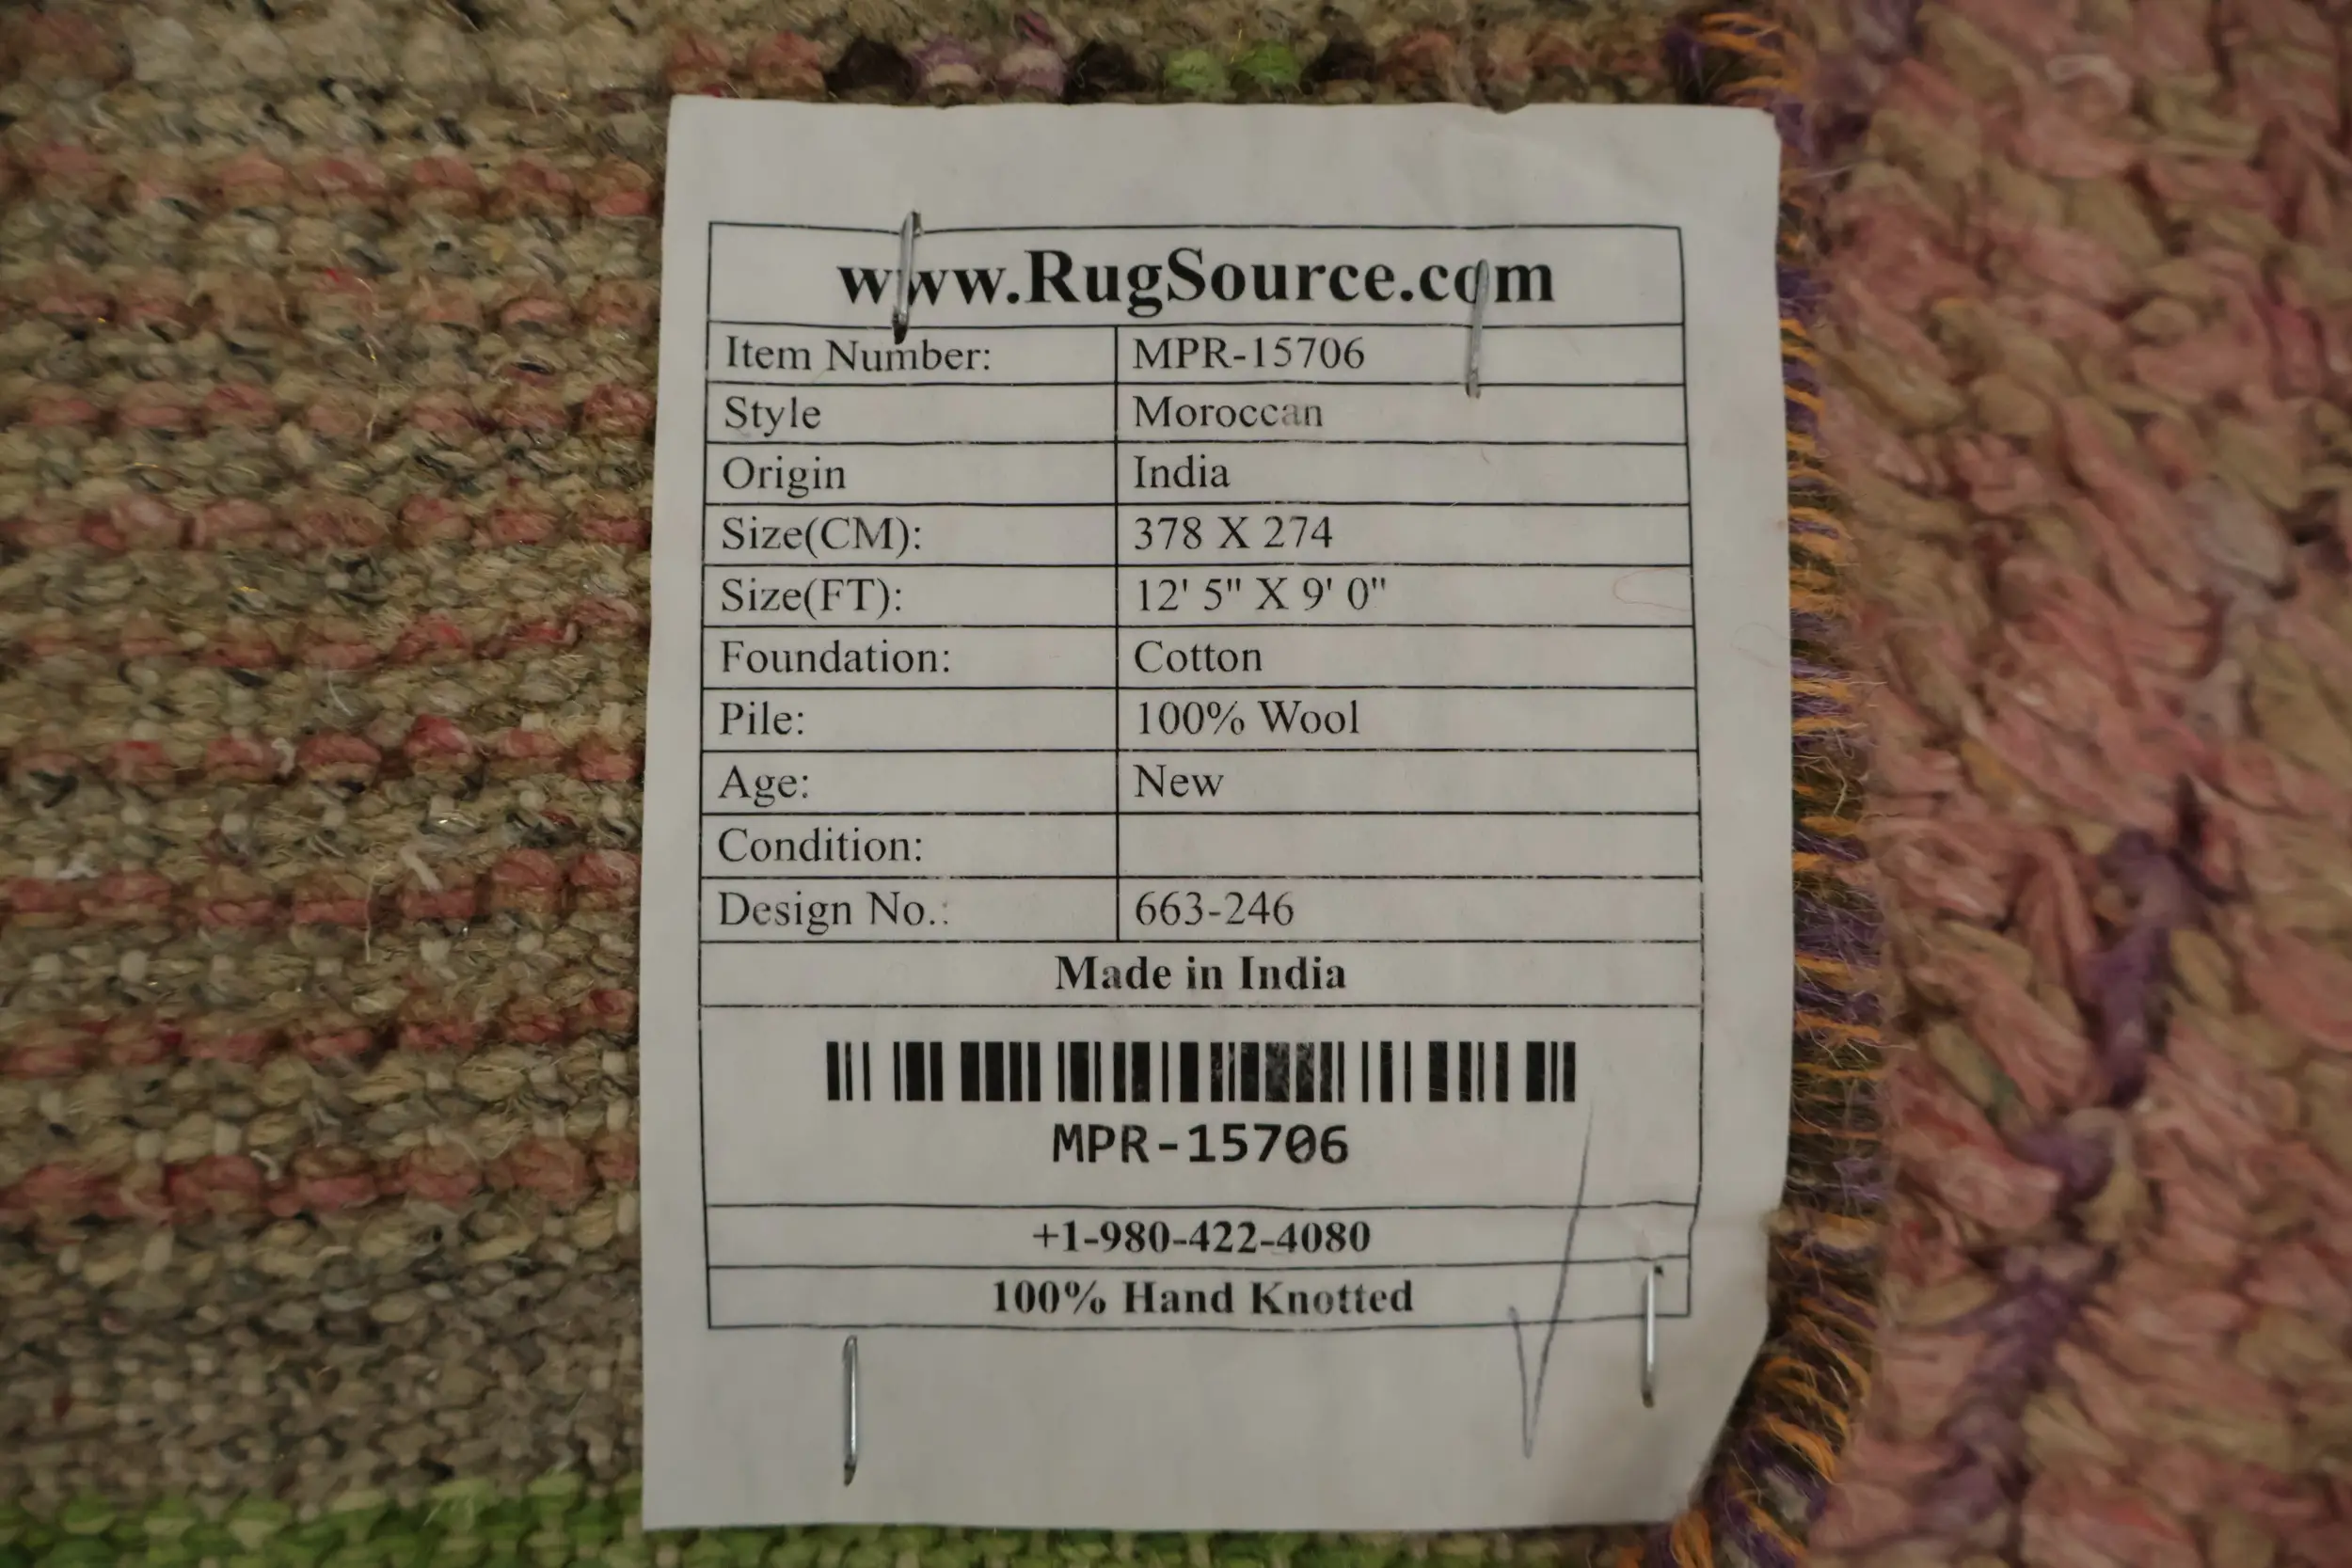 www.RugSource.com
Item Number: MPR-15706
Style Moroccan
Origin India
Size(CM): 378 X 274
Size(FT): 12' 5" X 9' 0"
Foundation: Cotton
Pile: 100% Wool
Age: New
Condition:
Design No.: 663-246
Made in India
MPR-15706
+1-980-422-4080
100% Hand Knotted